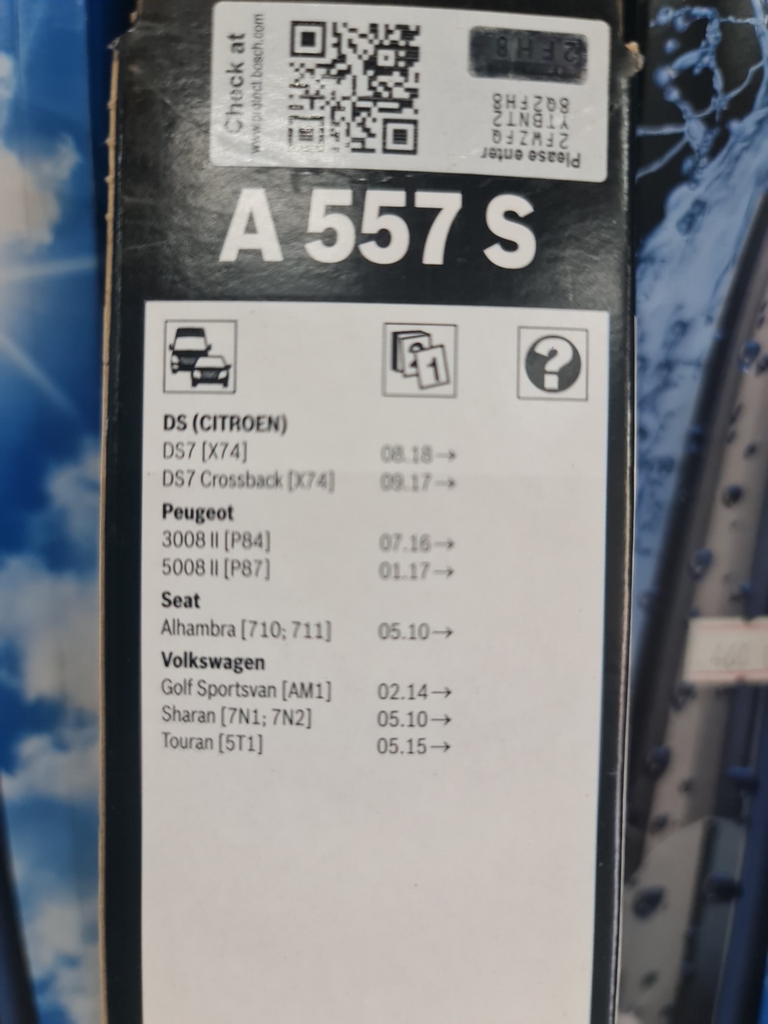 Check at
www.protect.bosch.com
2FH8
Please enter
2FWZFQ
YTBNT2
8Q2FH8
A 557 S
DS (CITROEN)
DS7 [X74] 08.18→
DS7 Crossback [X74] 09.17→
Peugeot
3008 II [P84] 07.16→
5008 II [P87] 01.17→
Seat
Alhambra [710; 711] 05.10→
Volkswagen
Golf Sportsvan [AM1] 02.14→
Sharan [7N1; 7N2] 05.10→
Touran [5T1] 05.15→